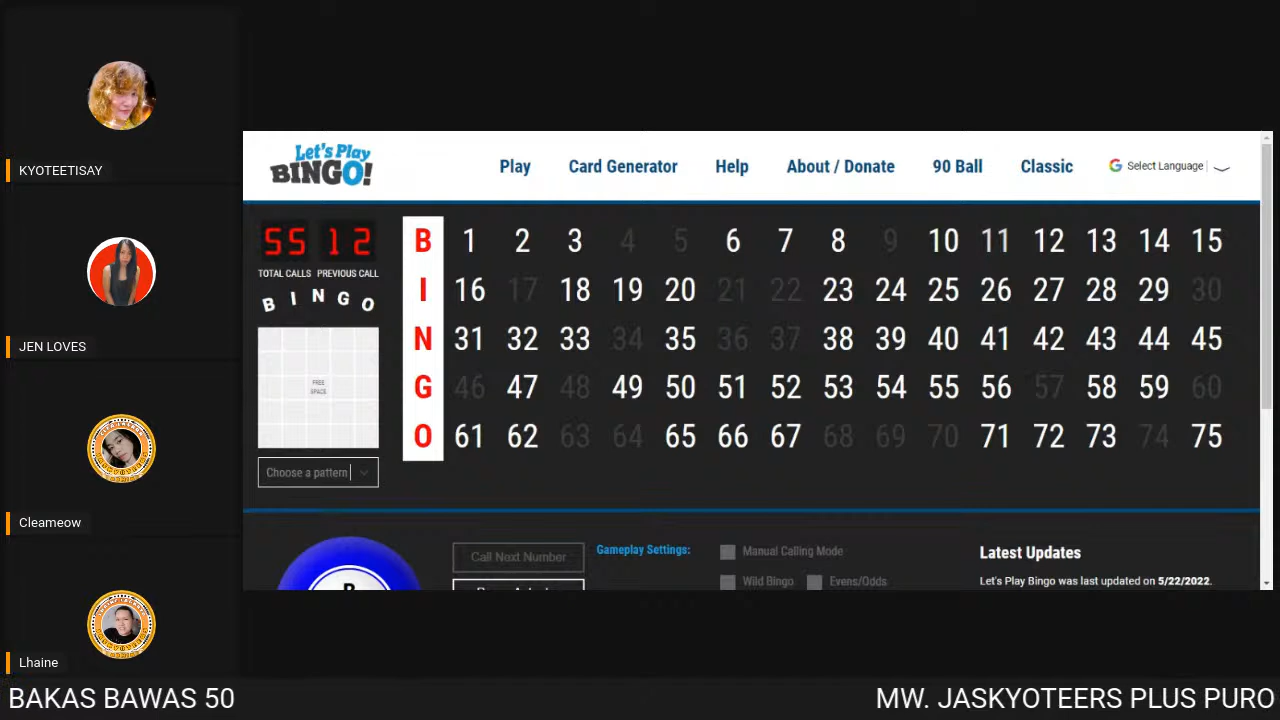 KYOTEETISAY
JEN LOVES
Cleameow
Lhaine
BAKAS BAWAS 50
MW. JASKYOTEERS PLUS PURO
Let's Play
BINGO!
Play Card Generator Help About / Donate 90 Ball Classic Select Language
55 12
TOTAL CALLS PREVIOUS CALL
B I N G O
FREE
SPACE
Choose a pattern
B 1 2 3 4 5 6 7 8 9 10 11 12 13 14 15
I 16 17 18 19 20 21 22 23 24 25 26 27 28 29 30
N 31 32 33 34 35 36 37 38 39 40 41 42 43 44 45
G 46 47 48 49 50 51 52 53 54 55 56 57 58 59 60
O 61 62 63 64 65 66 67 68 69 70 71 72 73 74 75
B
Call Next Number
Gameplay Settings:
Manual Calling Mode
Wild Bingo Evens/Odds
Latest Updates
Let's Play Bingo was last updated on 5/22/2022.